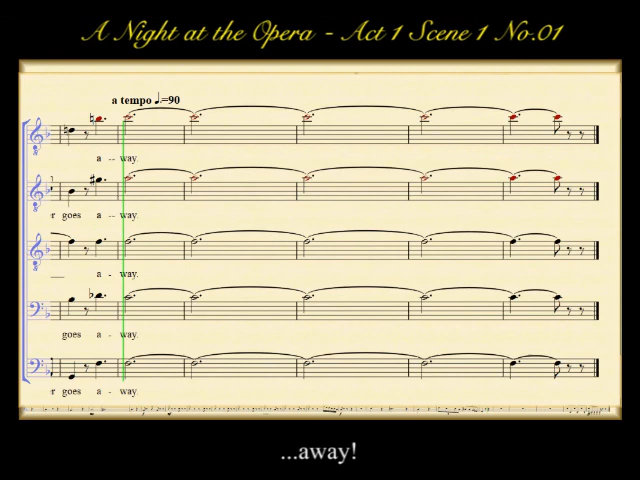 A Night at the Opera - Act 1 Scene 1 No.01
a tempo ♩.=90
a -- way.
r goes a -- way.
a - way.
goes a - way.
r goes a - way.
...away!